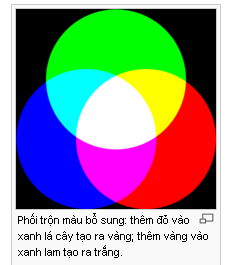 Phối trộn màu bổ sung: thêm đỏ vào
xanh lá cây tạo ra vàng; thêm vàng vào
xanh lam tạo ra trắng.